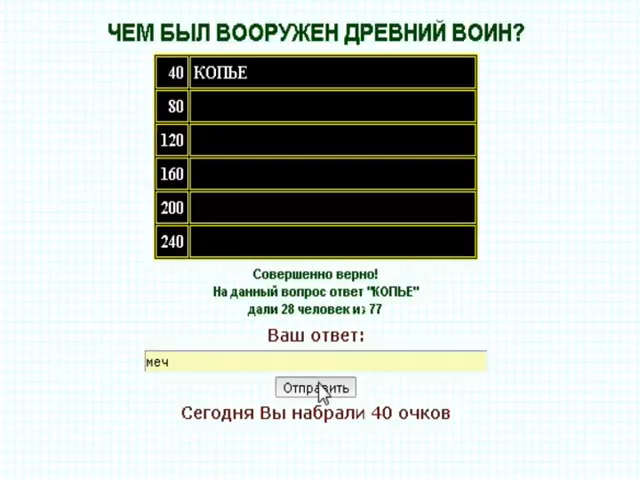 ЧЕМ БЫЛ ВООРУЖЕН ДРЕВНИЙ ВОИН?
40 КОПЬЕ
80
120
160
200
240
Совершенно верно!
На данный вопрос ответ "КОПЬЕ"
дали 28 человек из 77
Ваш ответ:
меч
Отправить
Сегодня Вы набрали 40 очков